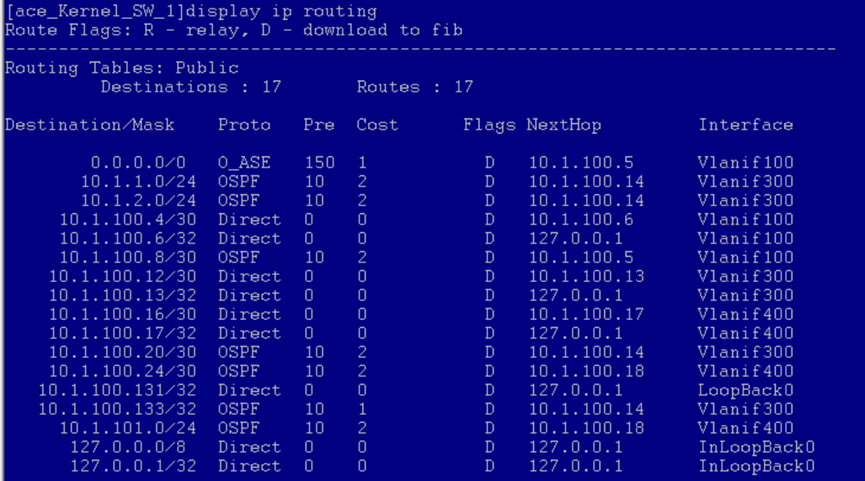 [ace_Kernel_SW_1]display ip routing
Route Flags: R - relay, D - download to fib
------------------------------------------------------------------------------
Routing Tables: Public
         Destinations : 17       Routes : 17
Destination/Mask    Proto   Pre  Cost      Flags NextHop         Interface
        0.0.0.0/0   O_ASE   150  1           D   10.1.100.5      Vlanif100
       10.1.1.0/24  OSPF    10   2           D   10.1.100.14     Vlanif300
       10.1.2.0/24  OSPF    10   2           D   10.1.100.14     Vlanif300
     10.1.100.4/30  Direct  0    0           D   10.1.100.6      Vlanif100
     10.1.100.6/32  Direct  0    0           D   127.0.0.1       Vlanif100
     10.1.100.8/30  OSPF    10   2           D   10.1.100.5      Vlanif100
    10.1.100.12/30  Direct  0    0           D   10.1.100.13     Vlanif300
    10.1.100.13/32  Direct  0    0           D   127.0.0.1       Vlanif300
    10.1.100.16/30  Direct  0    0           D   10.1.100.17     Vlanif400
    10.1.100.17/32  Direct  0    0           D   127.0.0.1       Vlanif400
    10.1.100.20/30  OSPF    10   2           D   10.1.100.14     Vlanif300
    10.1.100.24/30  OSPF    10   2           D   10.1.100.18     Vlanif400
   10.1.100.131/32  Direct  0    0           D   127.0.0.1       LoopBack0
   10.1.100.133/32  OSPF    10   1           D   10.1.100.14     Vlanif300
     10.1.101.0/24  OSPF    10   2           D   10.1.100.18     Vlanif400
      127.0.0.0/8   Direct  0    0           D   127.0.0.1       InLoopBack0
      127.0.0.1/32  Direct  0    0           D   127.0.0.1       InLoopBack0